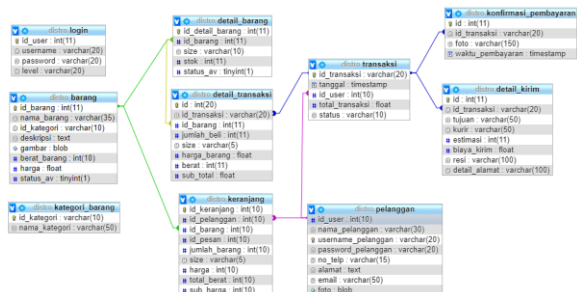 distro login
id_user : int(11)
username : varchar(20)
password : varchar(20)
level : varchar(20)
distro barang
id_barang : int(11)
nama_barang : varchar(35)
id_kategori : varchar(10)
deskripsi : text
gambar : blob
berat_barang : int(10)
harga : float
status_av : tinyint(1)
distro kategori_barang
id_kategori : varchar(10)
nama_kategori : varchar(50)
distro detail_barang
id_detail_barang : int(11)
id_barang : int(11)
size : varchar(10)
stok : int(11)
status_av : tinyint(1)
distro detail_transaksi
id : int(20)
id_transaksi : varchar(20)
id_barang : int(11)
jumlah_beli : int(11)
size : varchar(5)
harga_barang : float
berat : int(11)
sub_total : float
distro keranjang
id_keranjang : int(10)
id_pelanggan : int(10)
id_barang : int(10)
id_pesan : int(10)
jumlah_barang : int(10)
size : varchar(5)
harga : int(10)
total_berat : int(10)
sub_harga : int(10)
distro transaksi
id_transaksi : varchar(20)
tanggal : timestamp
id_user : int(10)
total_transaksi : float
status : varchar(10)
distro pelanggan
id_user : int(10)
nama_pelanggan : varchar(30)
username_pelanggan : varchar(20)
password_pelanggan : varchar(20)
no_telp : varchar(15)
alamat : text
email : varchar(50)
foto : blob
distro konfirmasi_pembayaran
id : int(11)
id_transaksi : varchar(20)
foto : varchar(150)
waktu_pembayaran : timestamp
distro detail_kirim
id : int(11)
id_transaksi : varchar(20)
tujuan : varchar(50)
kurir : varchar(50)
estimasi : int(11)
biaya_kirim : float
resi : varchar(100)
detail_alamat : varchar(100)